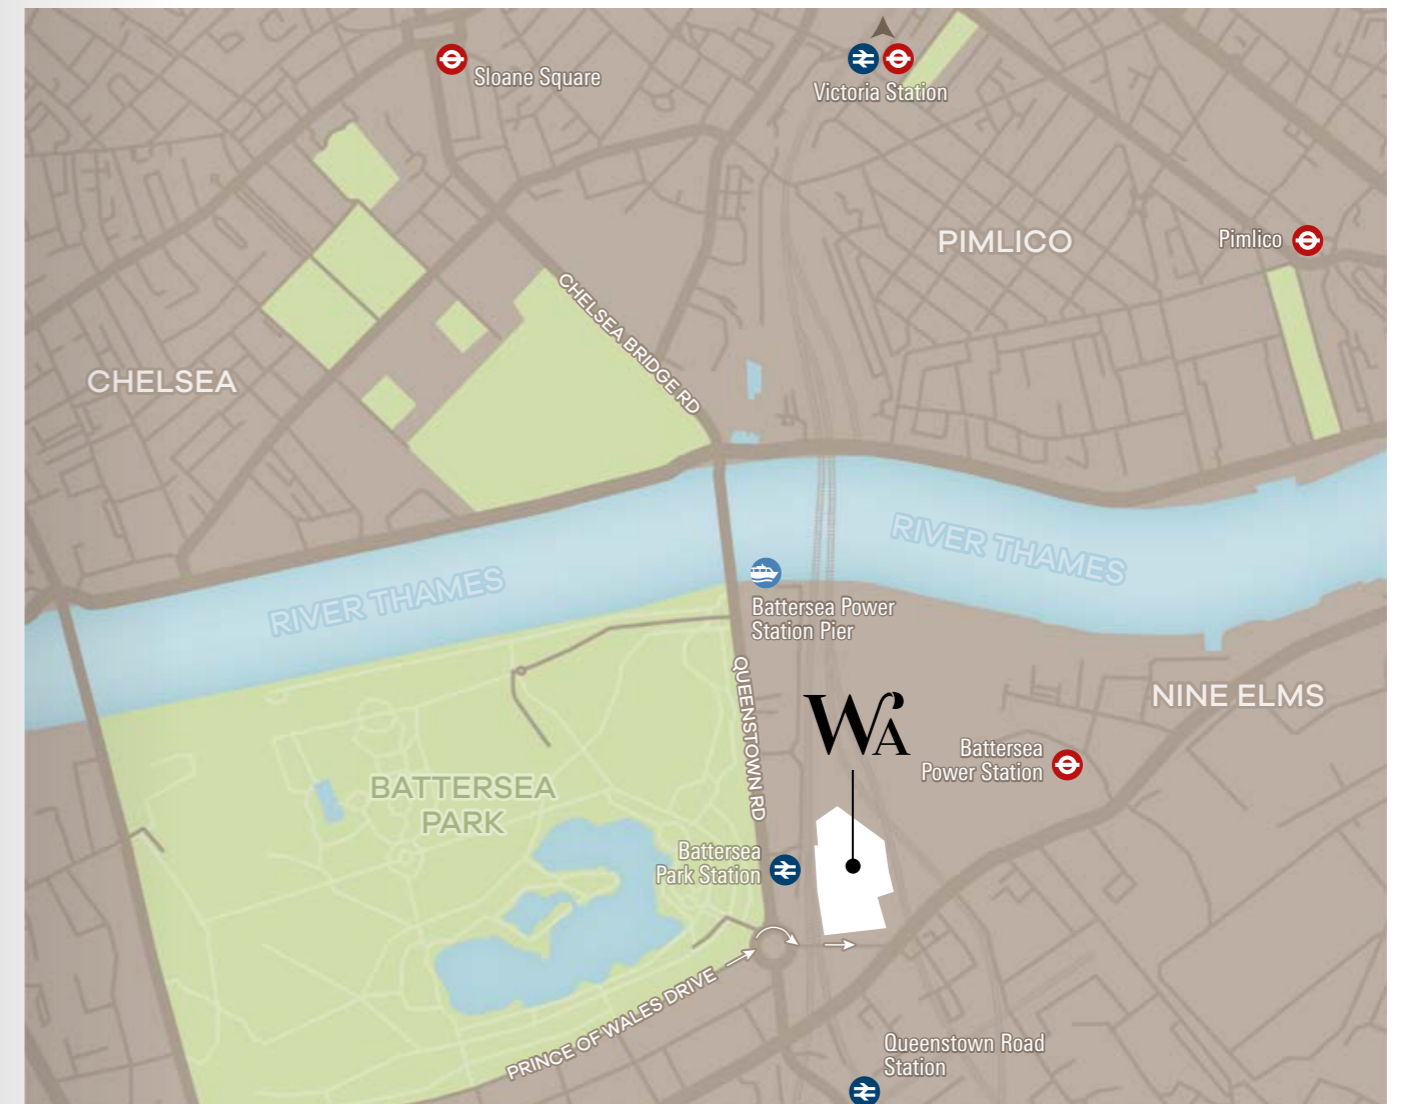 Sloane Square
Victoria Station
PIMLICO
Pimlico
CHELSEA BRIDGE RD
CHELSEA
RIVER THAMES
RIVER THAMES
Battersea Power
Station Pier
QUEENSTOWN RD
WA
NINE ELMS
Battersea
Power Station
BATTERSEA
PARK
Battersea
Park Station
PRINCE OF WALES DRIVE
Queenstown Road
Station